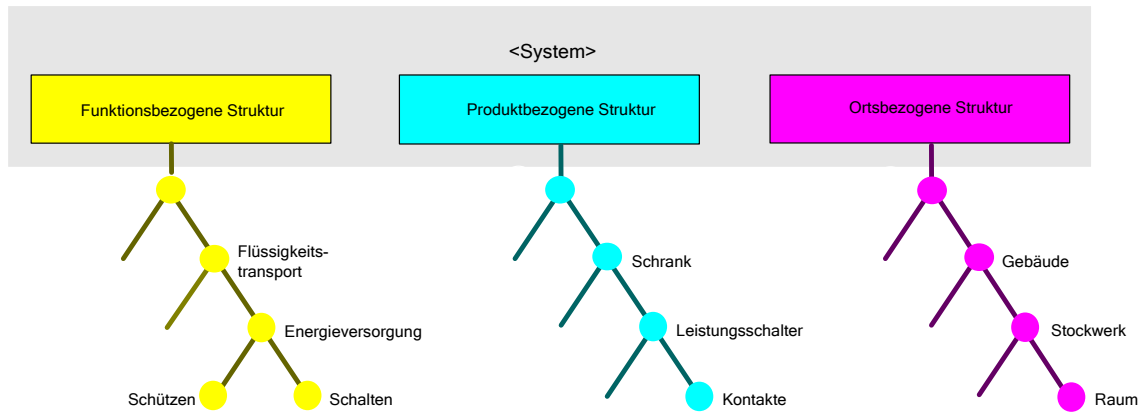 <System>
Funktionsbezogene Struktur
Produktbezogene Struktur
Ortsbezogene Struktur
Flüssigkeits-
transport
Schrank
Gebäude
Energieversorgung
Leistungsschalter
Stockwerk
Schützen
Schalten
Kontakte
Raum